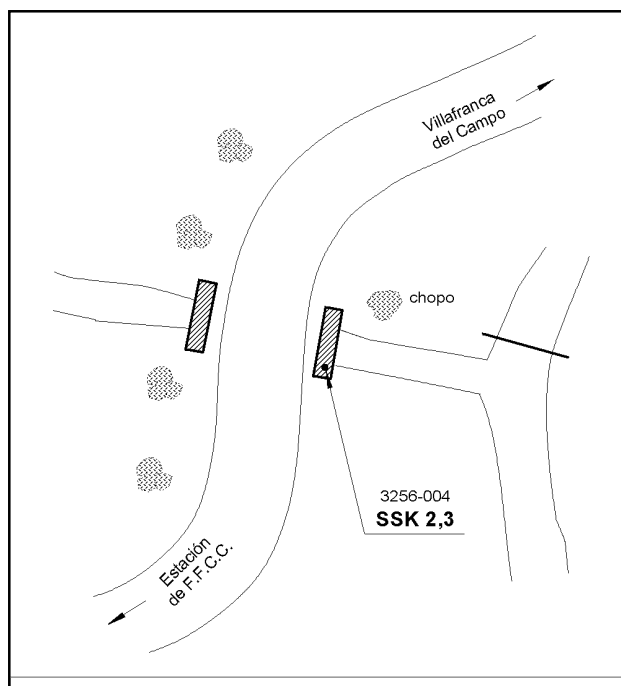 Villafranca
del Campo
chopo
3256-004
SSK 2,3
Estación
de F.F.C.C.